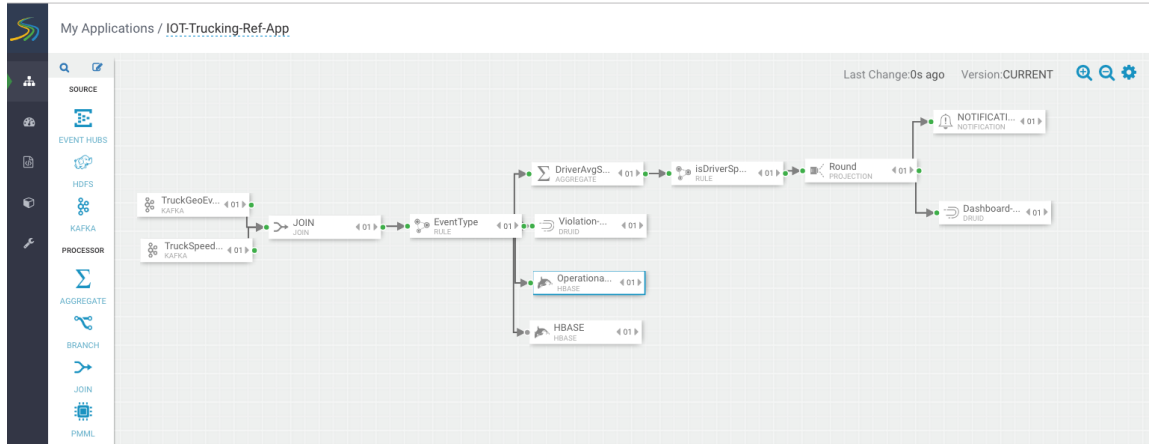 My Applications / IOT-Trucking-Ref-App
Last Change:0s ago Version:CURRENT
SOURCE
EVENT HUBS
HDFS
KAFKA
PROCESSOR
AGGREGATE
BRANCH
JOIN
PMML
TruckGeoEv... 01
KAFKA
TruckSpeed... 01
KAFKA
JOIN 01
JOIN
EventType 01
RULE
DriverAvgS... 01
AGGREGATE
Violation-... 01
DRUID
Operationa... 01
HBASE
HBASE 01
HBASE
isDriverSp... 01
RULE
Round 01
PROJECTION
NOTIFICATI... 01
NOTIFICATION
Dashboard-... 01
DRUID